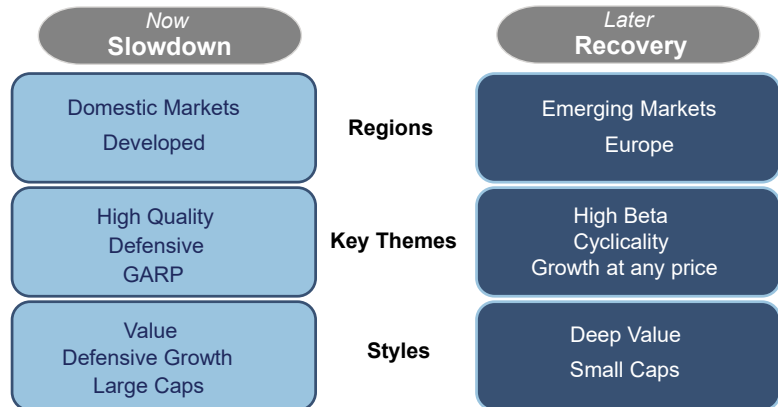 Now
Slowdown
Later
Recovery
Domestic Markets
Developed
Regions
Emerging Markets
Europe
High Quality
Defensive
GARP
Key Themes
High Beta
Cyclicality
Growth at any price
Value
Defensive Growth
Large Caps
Styles
Deep Value
Small Caps